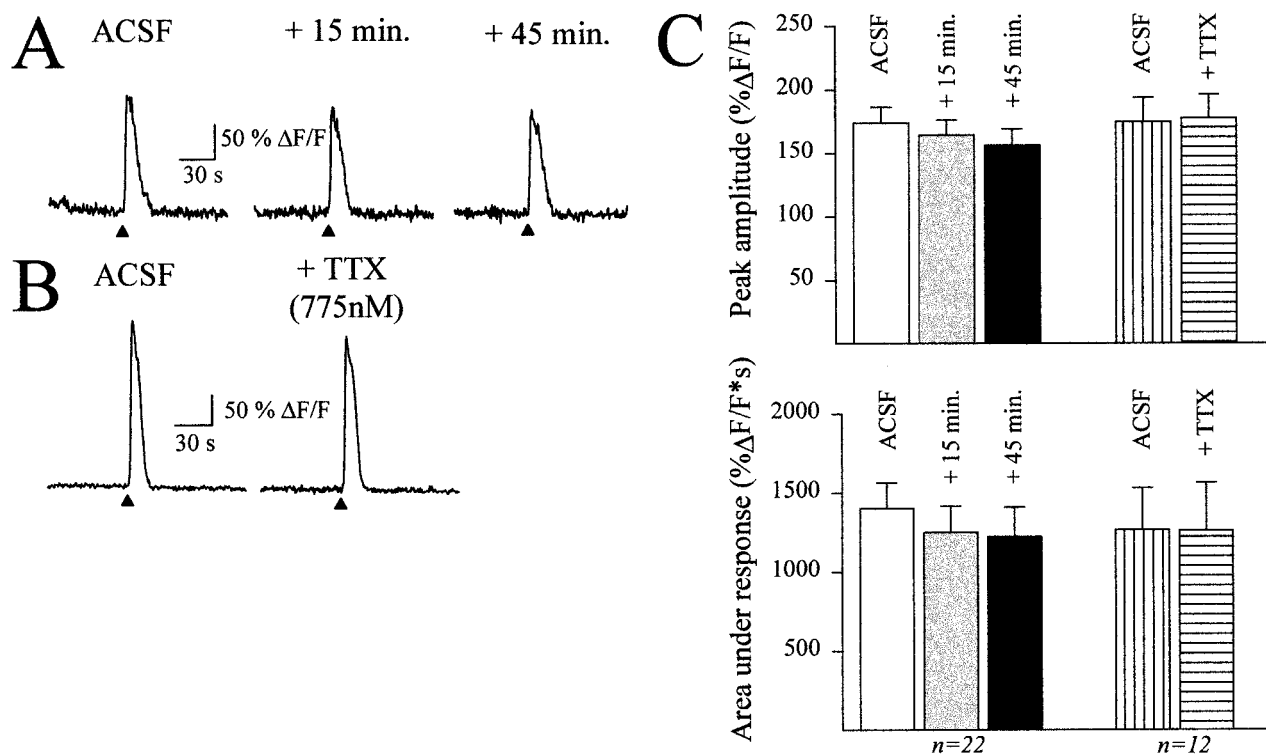 A
ACSF
+ 15 min.
+ 45 min.
50 % ΔF/F
30 s
B
ACSF
+ TTX
(775nM)
50 % ΔF/F
30 s
C
Peak amplitude (%ΔF/F)
250
200
150
100
50
ACSF
+ 15 min.
+ 45 min.
ACSF
+ TTX
Area under response (%ΔF/F*s)
2000
1500
1000
500
ACSF
+ 15 min.
+ 45 min.
ACSF
+ TTX
n=22
n=12